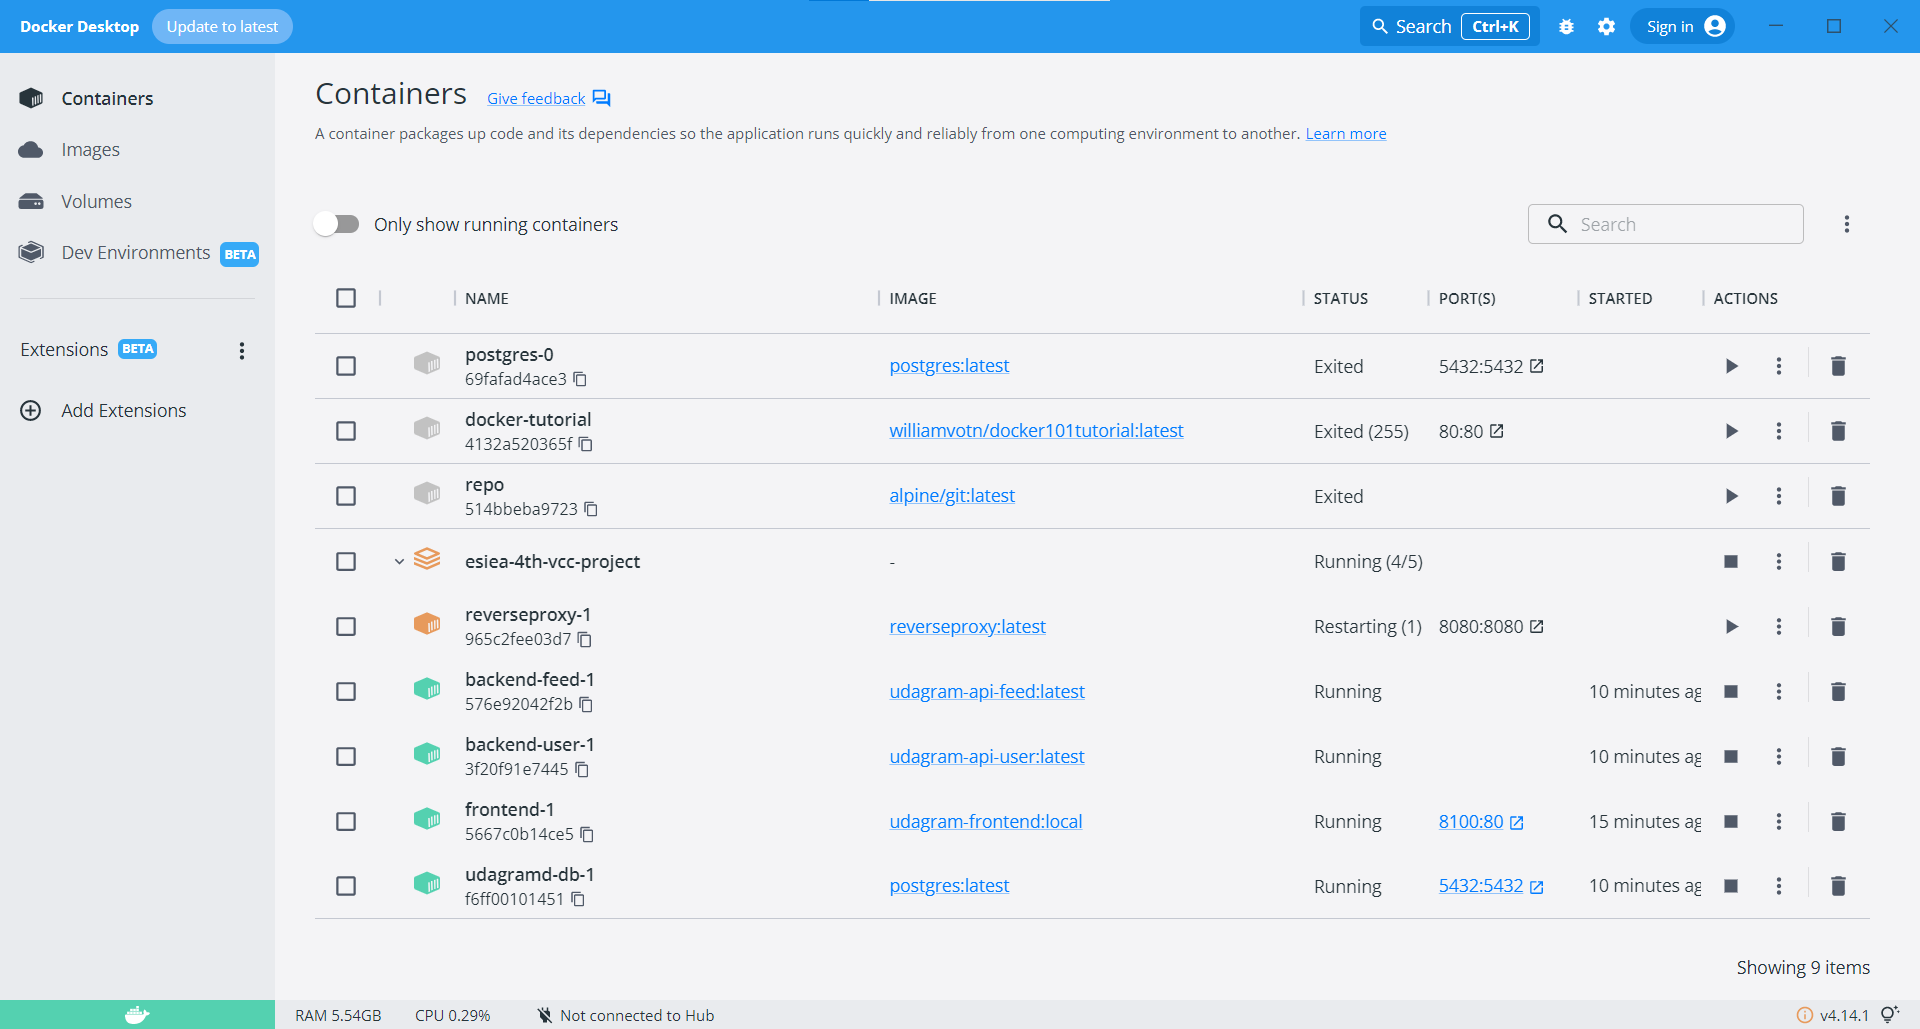 Docker Desktop Update to latest Search Ctrl+K Sign in
Containers
Images
Volumes
Dev Environments BETA
Extensions BETA
Add Extensions
Containers Give feedback
A container packages up code and its dependencies so the application runs quickly and reliably from one computing environment to another. Learn more
Only show running containers Search
NAME IMAGE STATUS PORT(S) STARTED ACTIONS
postgres-0
69fafad4ace3 postgres:latest Exited 5432:5432
docker-tutorial
4132a520365f williamvotn/docker101tutorial:latest Exited (255) 80:80
repo
514bbeba9723 alpine/git:latest Exited
esiea-4th-vcc-project - Running (4/5)
reverseproxy-1
965c2fee03d7 reverseproxy:latest Restarting (1) 8080:8080
backend-feed-1
576e92042f2b udagram-api-feed:latest Running 10 minutes ag
backend-user-1
3f20f91e7445 udagram-api-user:latest Running 10 minutes ag
frontend-1
5667c0b14ce5 udagram-frontend:local Running 8100:80 15 minutes ag
udagramd-db-1
f6ff00101451 postgres:latest Running 5432:5432 10 minutes ag
Showing 9 items
RAM 5.54GB CPU 0.29% Not connected to Hub v4.14.1